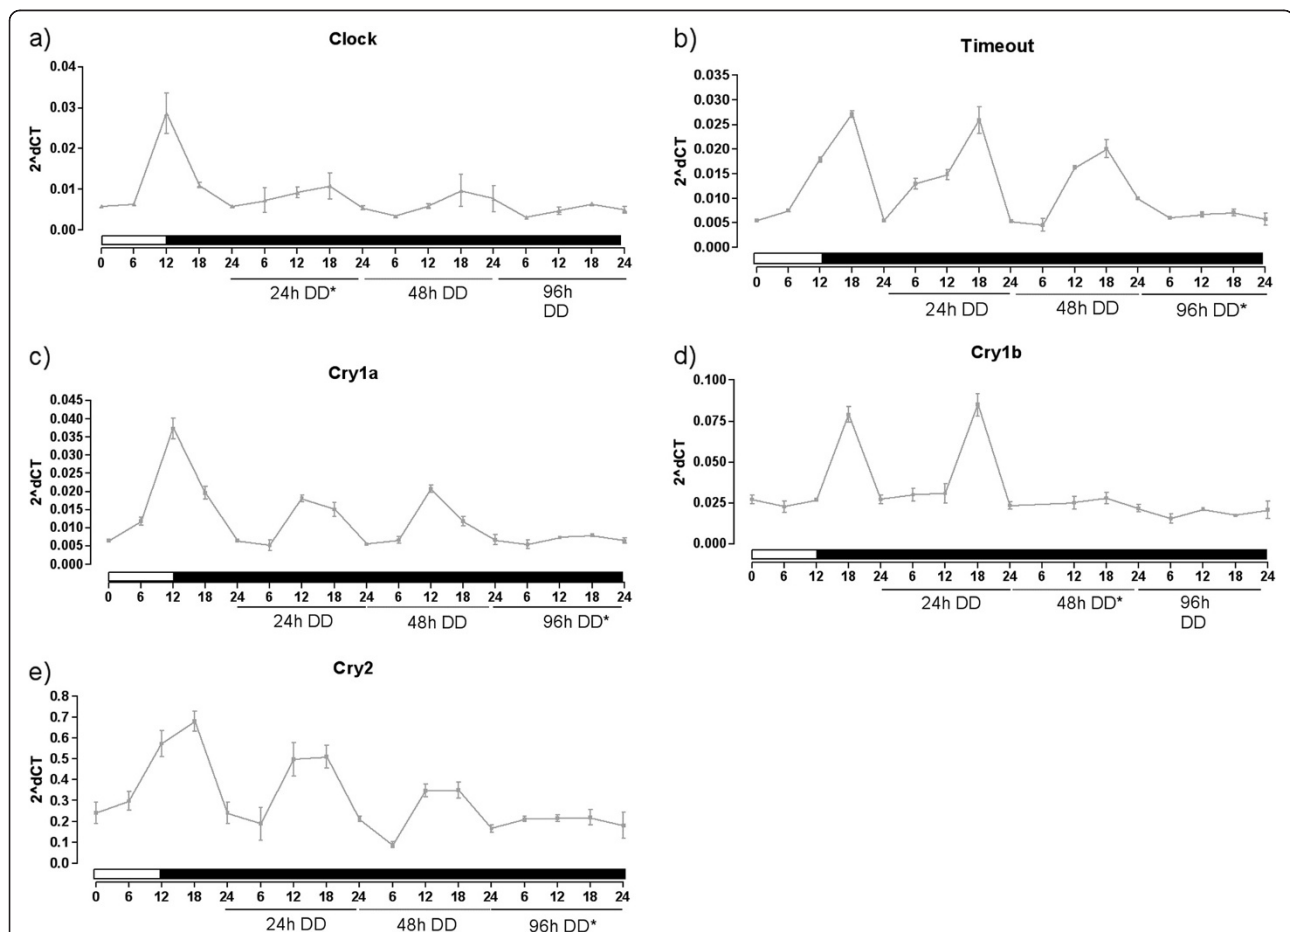 a)
Clock
2^dCT
0.04
0.03
0.02
0.01
0.00
0 6 12 18 24 6 12 18 24 6 12 18 24 6 12 18 24
24h DD* 48h DD 96h
DD
b)
Timeout
2^dCT
0.035
0.030
0.025
0.020
0.015
0.010
0.005
0.000
0 6 12 18 24 6 12 18 24 6 12 18 24 6 12 18 24
24h DD 48h DD 96h DD*
c)
Cry1a
2^dCT
0.045
0.040
0.035
0.030
0.025
0.020
0.015
0.010
0.005
0.000
0 6 12 18 24 6 12 18 24 6 12 18 24 6 12 18 24
24h DD 48h DD 96h DD*
d)
Cry1b
2^dCT
0.100
0.075
0.050
0.025
0.000
0 6 12 18 24 6 12 18 24 6 12 18 24 6 12 18 24
24h DD 48h DD* 96h
DD
e)
Cry2
2^dCT
0.8
0.7
0.6
0.5
0.4
0.3
0.2
0.1
0.0
0 6 12 18 24 6 12 18 24 6 12 18 24 6 12 18 24
24h DD 48h DD 96h DD*